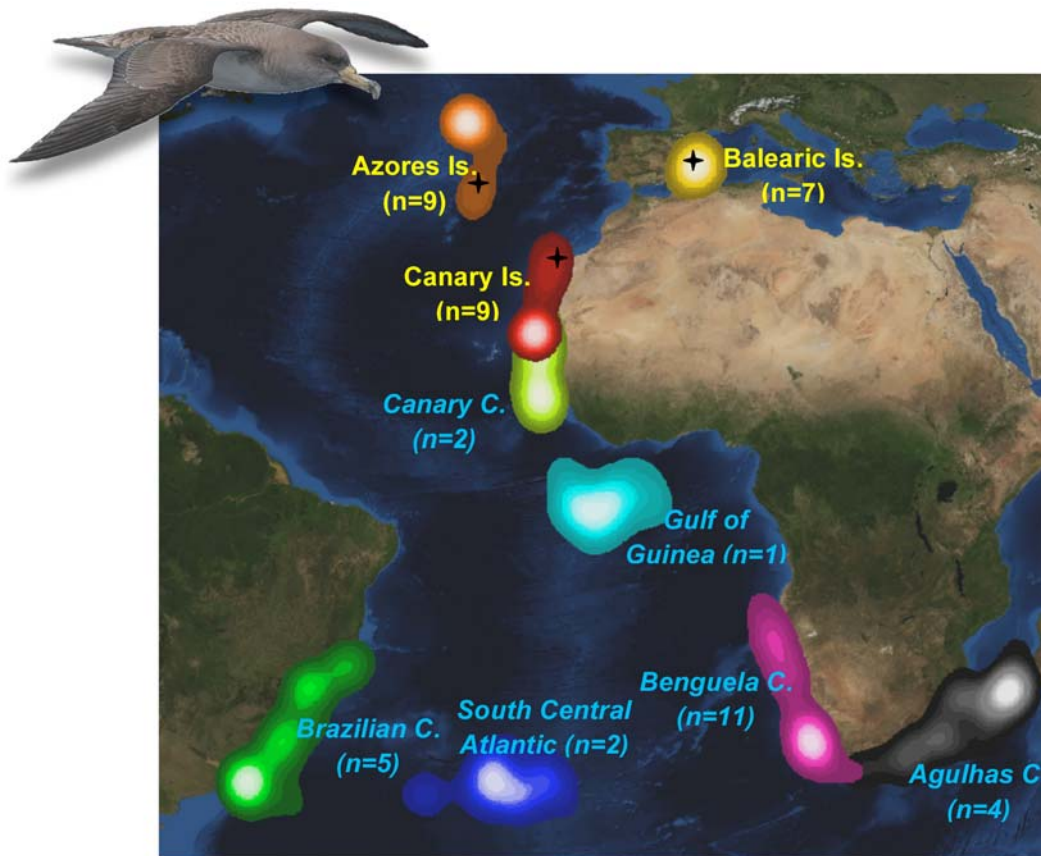 Azores Is.
(n=9)
Balearic Is.
(n=7)
Canary Is.
(n=9)
Canary C.
(n=2)
Gulf of
Guinea (n=1)
Benguela C.
(n=11)
South Central
Atlantic (n=2)
Brazilian C.
(n=5)
Agulhas C
(n=4)